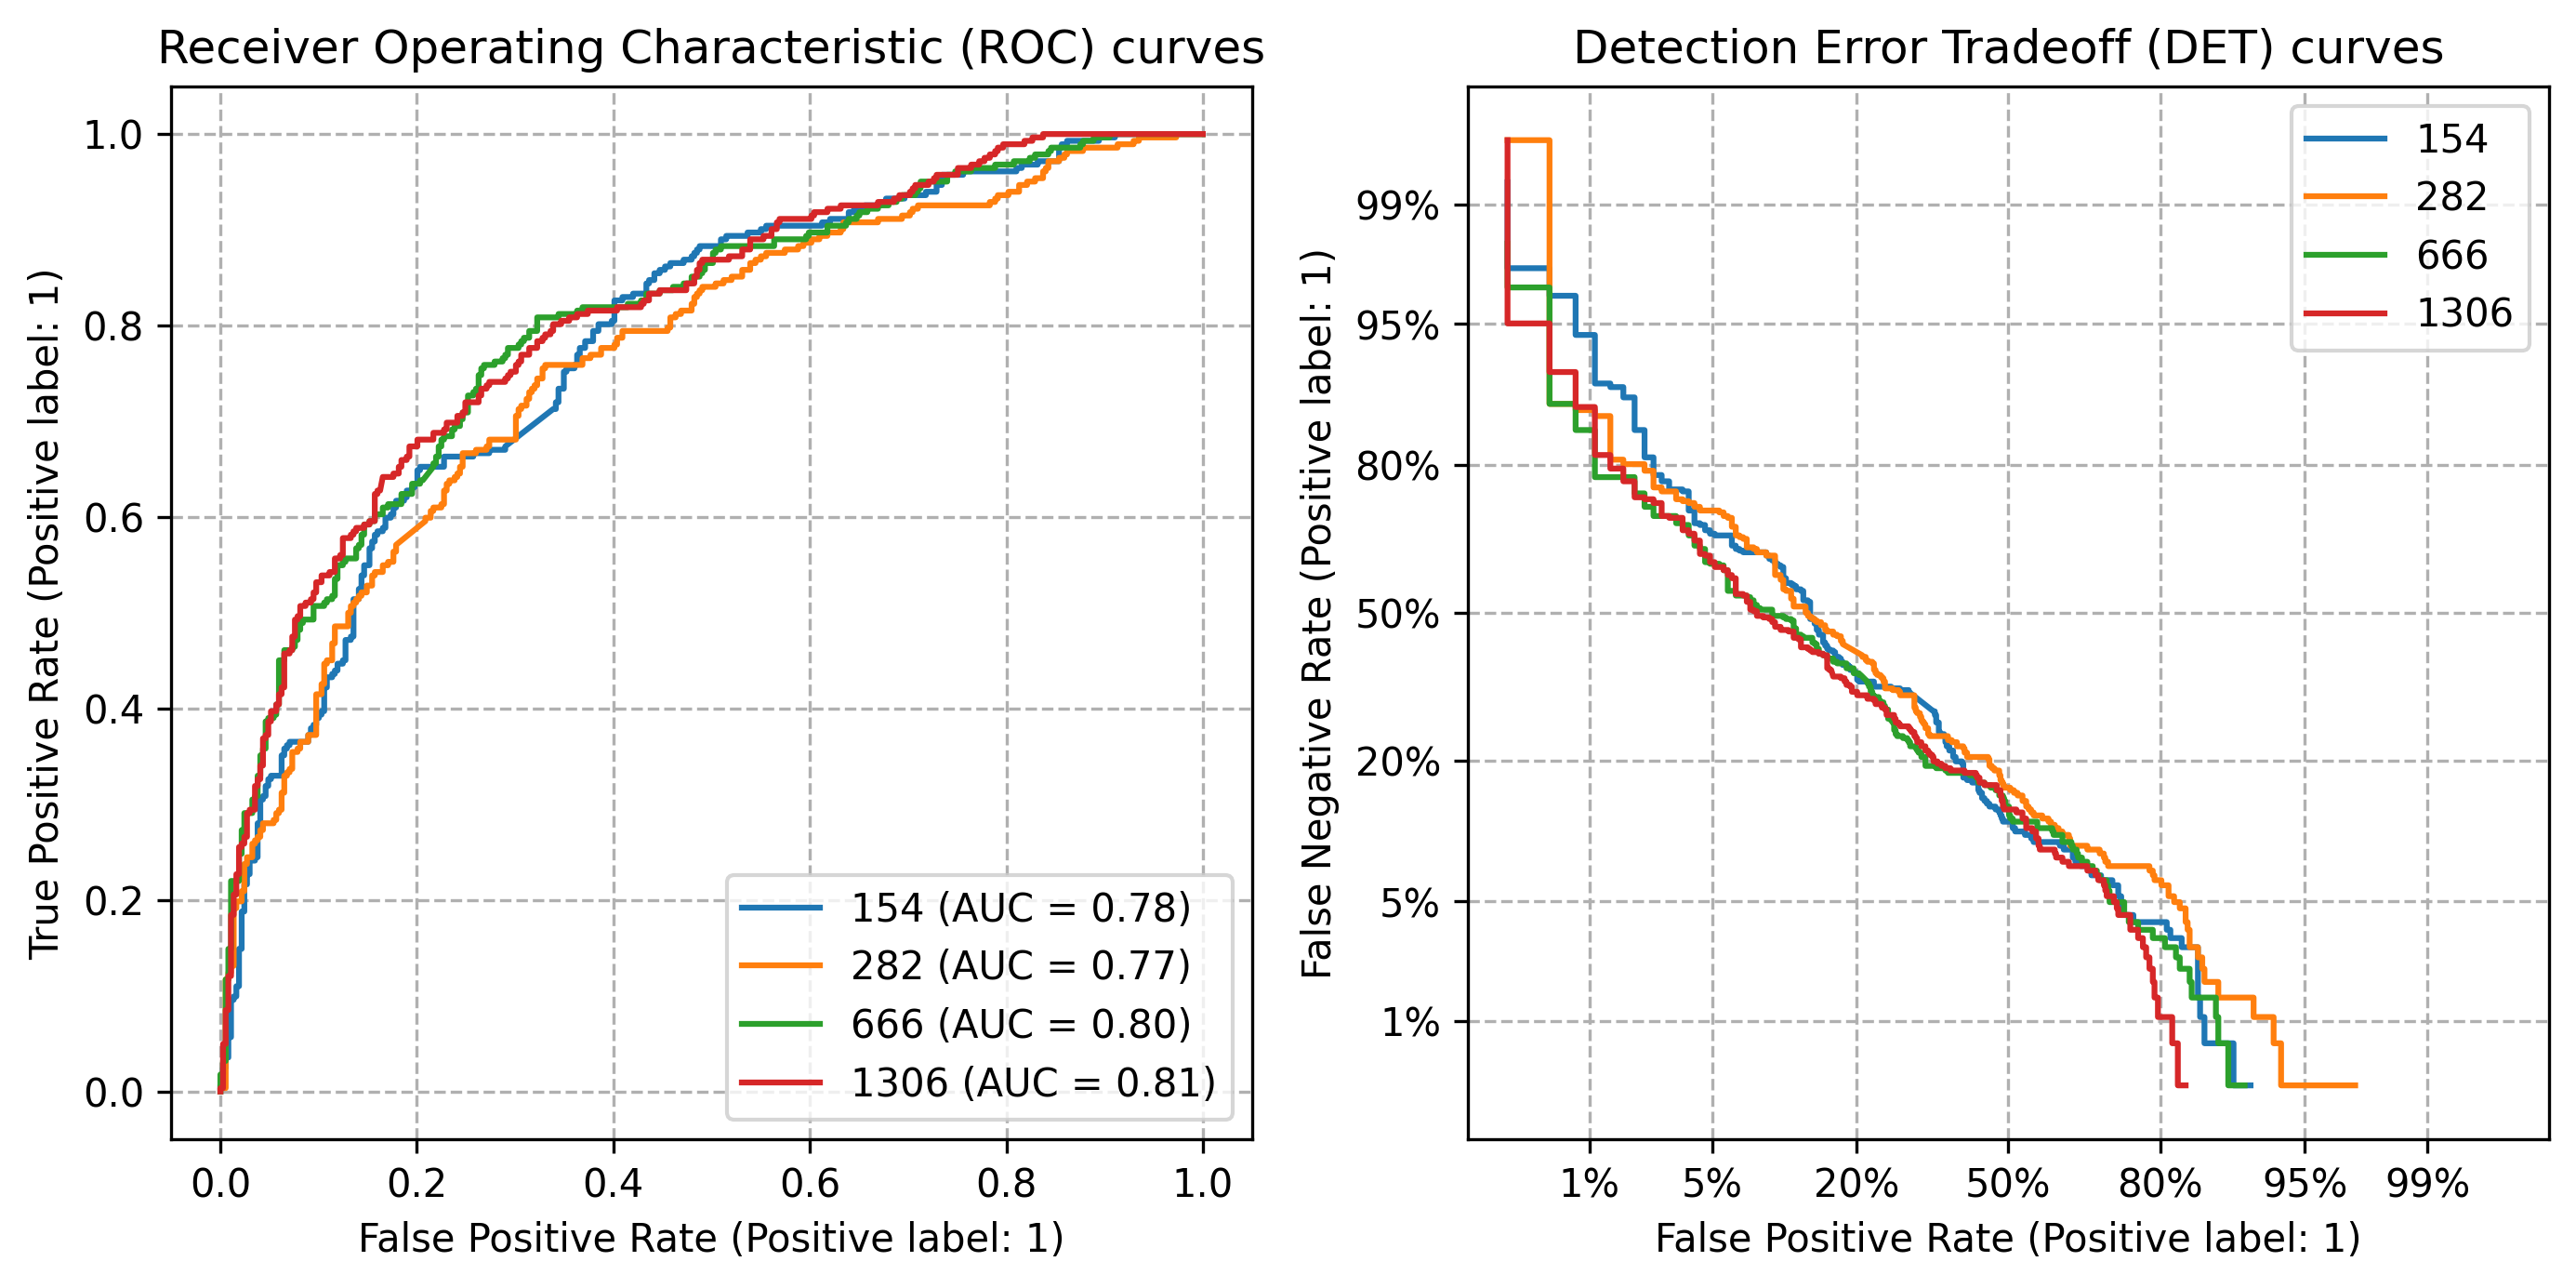 Receiver Operating Characteristic (ROC) curves
True Positive Rate (Positive label: 1)
1.0
0.8
0.6
0.4
0.2
0.0
154 (AUC = 0.78)
282 (AUC = 0.77)
666 (AUC = 0.80)
1306 (AUC = 0.81)
0.0 0.2 0.4 0.6 0.8 1.0
False Positive Rate (Positive label: 1)
Detection Error Tradeoff (DET) curves
False Negative Rate (Positive label: 1)
99%
95%
80%
50%
20%
5%
1%
154
282
666
1306
1% 5% 20% 50% 80% 95% 99%
False Positive Rate (Positive label: 1)